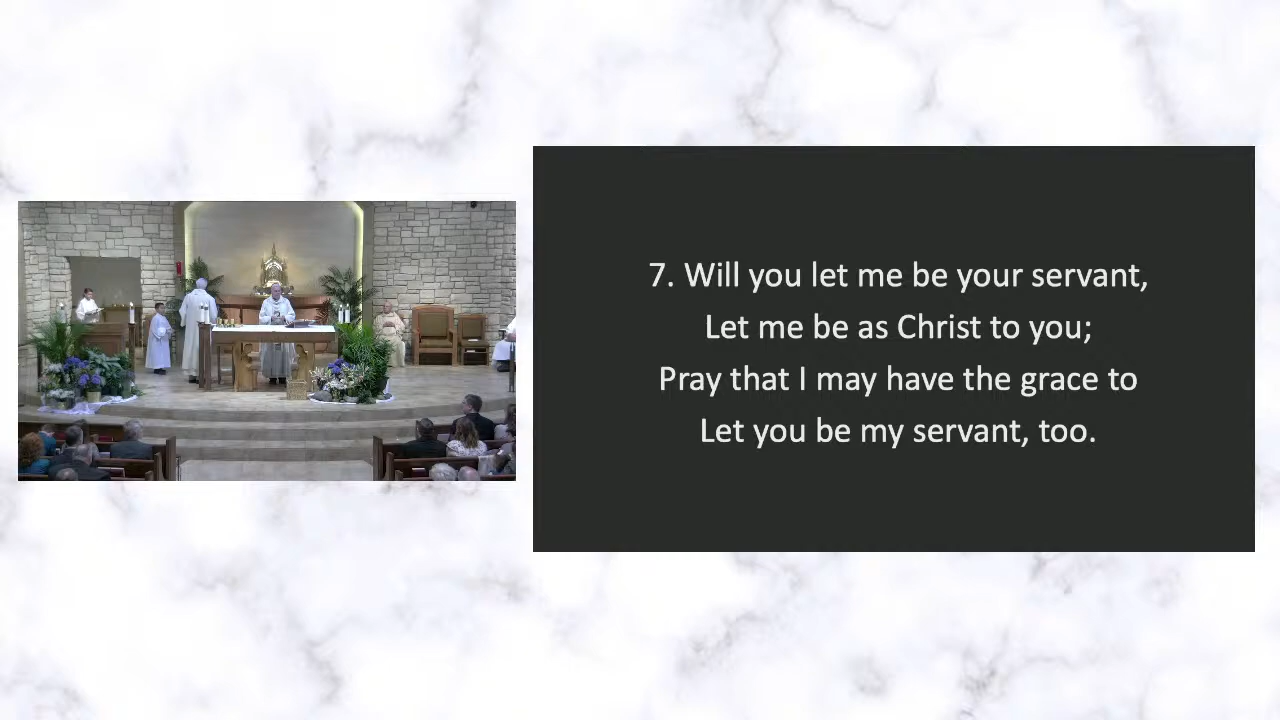 7. Will you let me be your servant,
Let me be as Christ to you;
Pray that I may have the grace to
Let you be my servant, too.